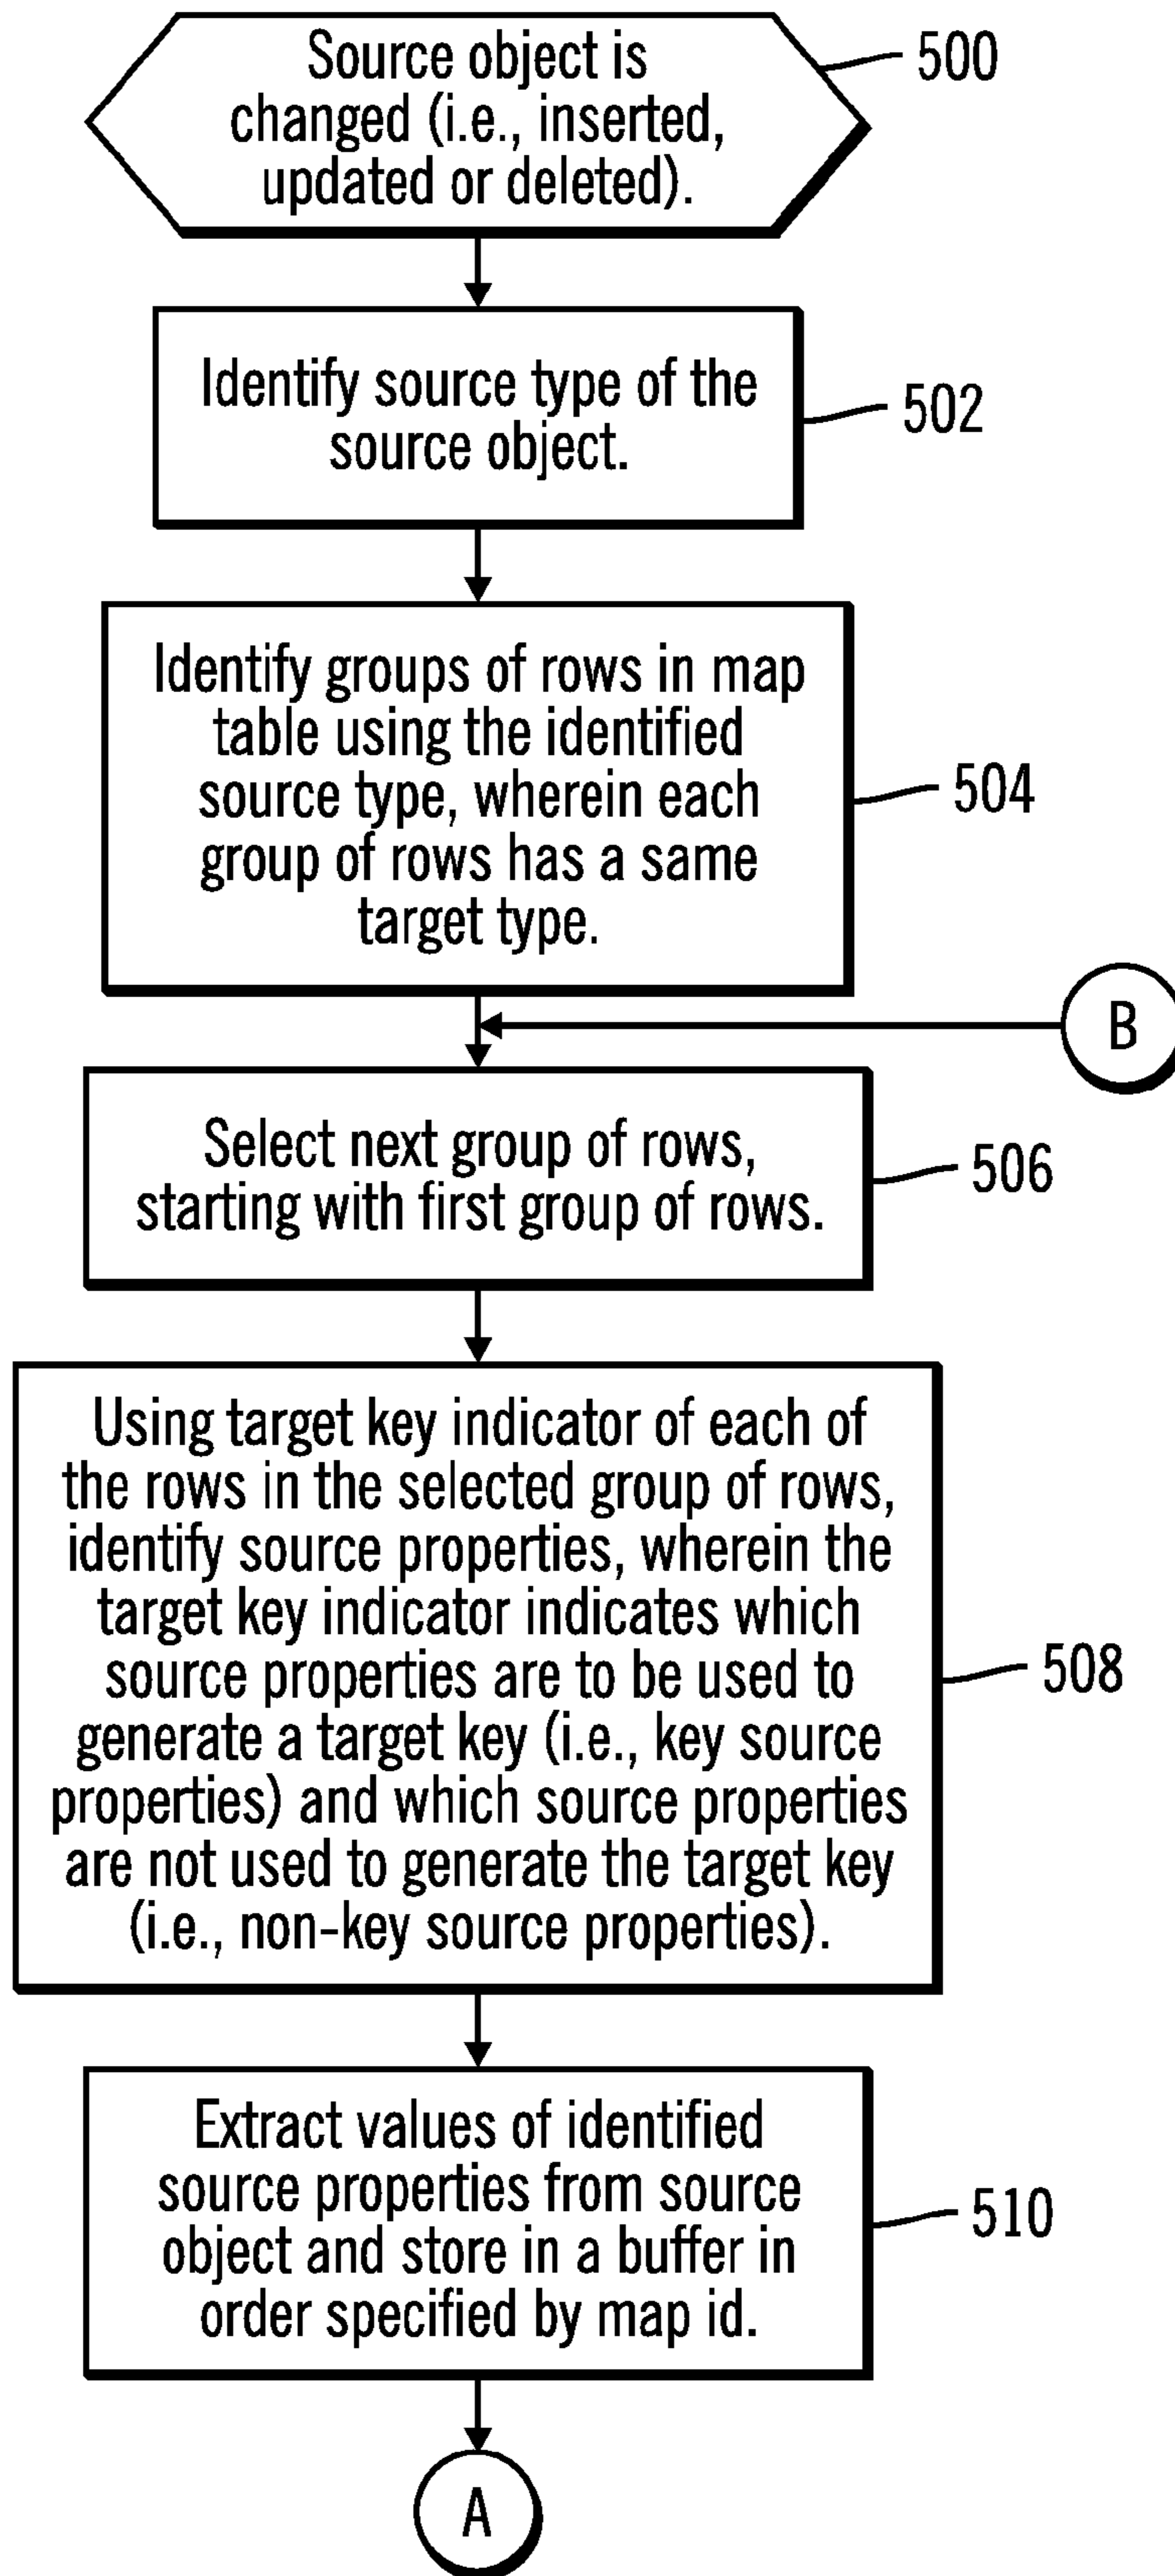 Source object is
changed (i.e., inserted,
updated or deleted).
500
Identify source type of the
source object.
502
Identify groups of rows in map
table using the identified
source type, wherein each
group of rows has a same
target type.
504
B
Select next group of rows,
starting with first group of rows.
506
Using target key indicator of each of
the rows in the selected group of rows,
identify source properties, wherein the
target key indicator indicates which
source properties are to be used to
generate a target key (i.e., key source
properties) and which source properties
are not used to generate the target key
(i.e., non-key source properties).
508
Extract values of identified
source properties from source
object and store in a buffer in
order specified by map id.
510
A